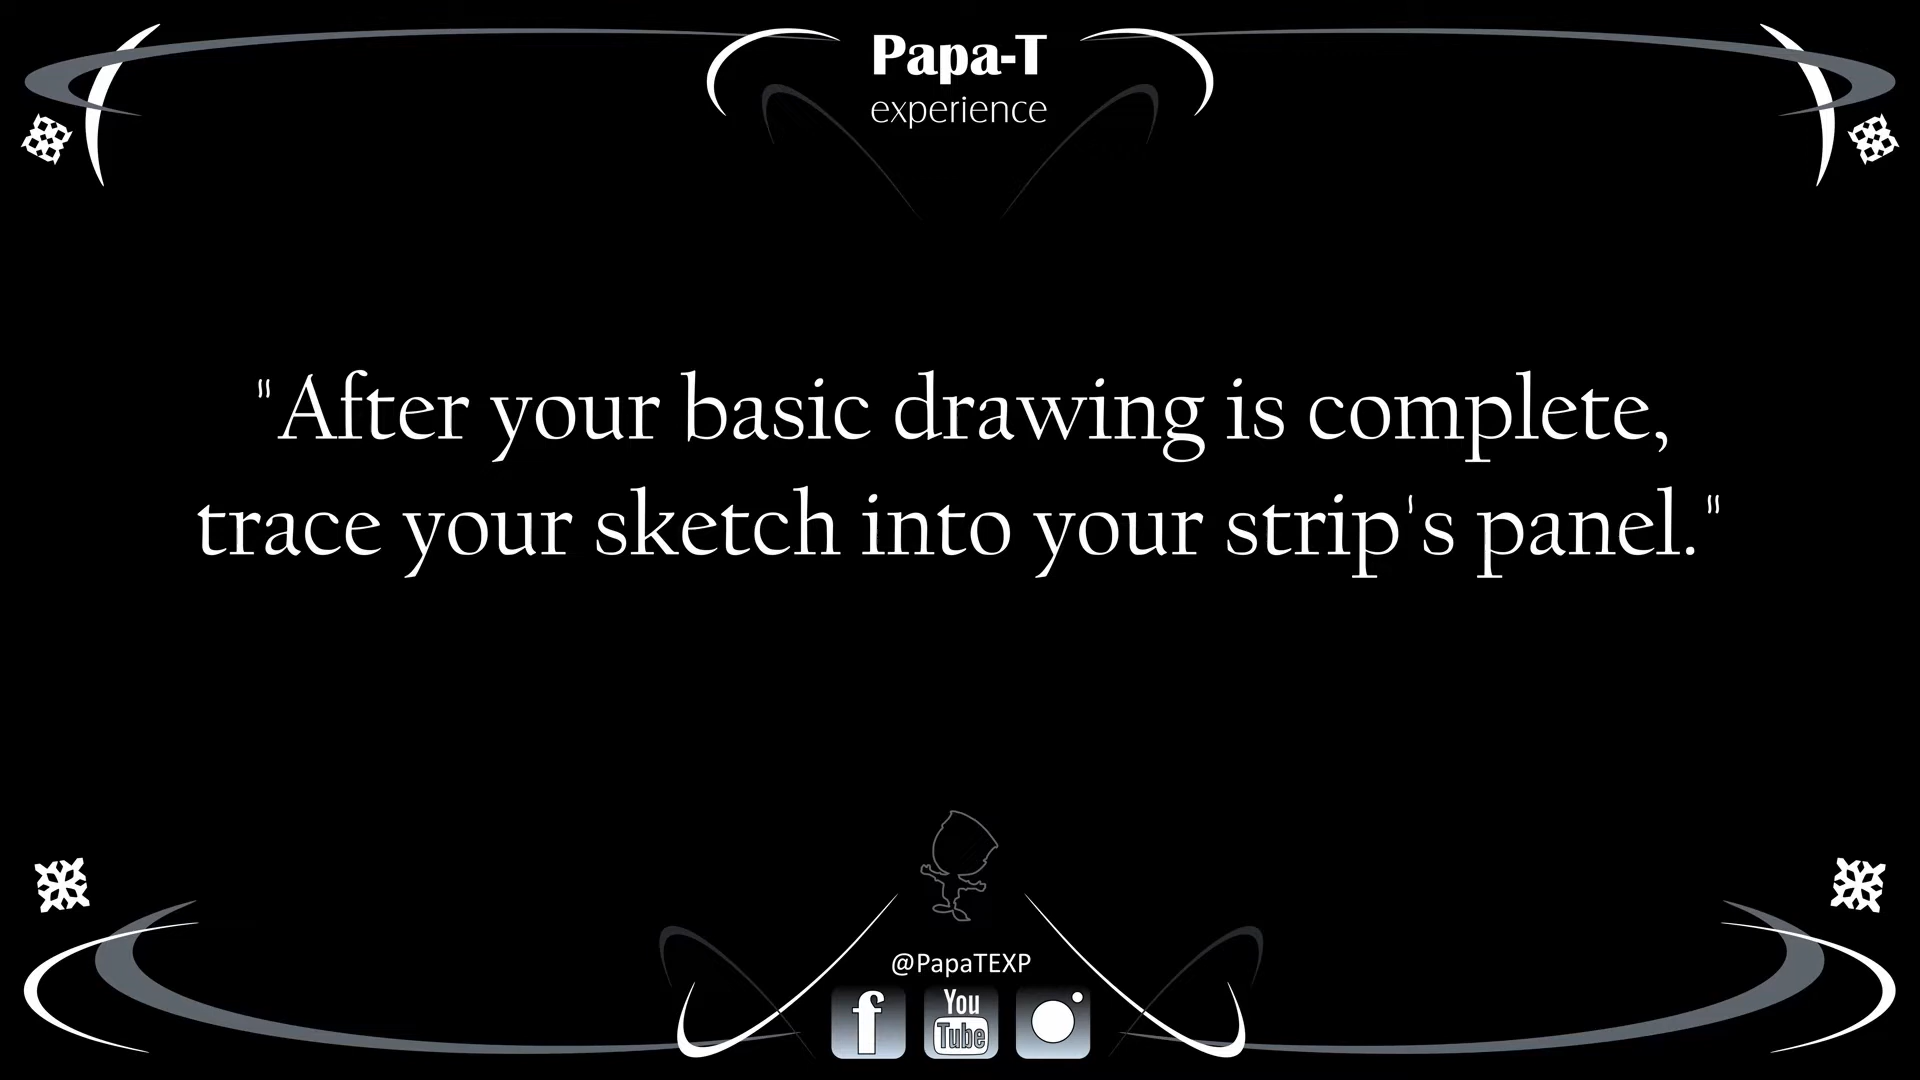 Papa-T
experience
"After your basic drawing is complete,
trace your sketch into your strip's panel."
@PapaTEXP
f
You
Tube